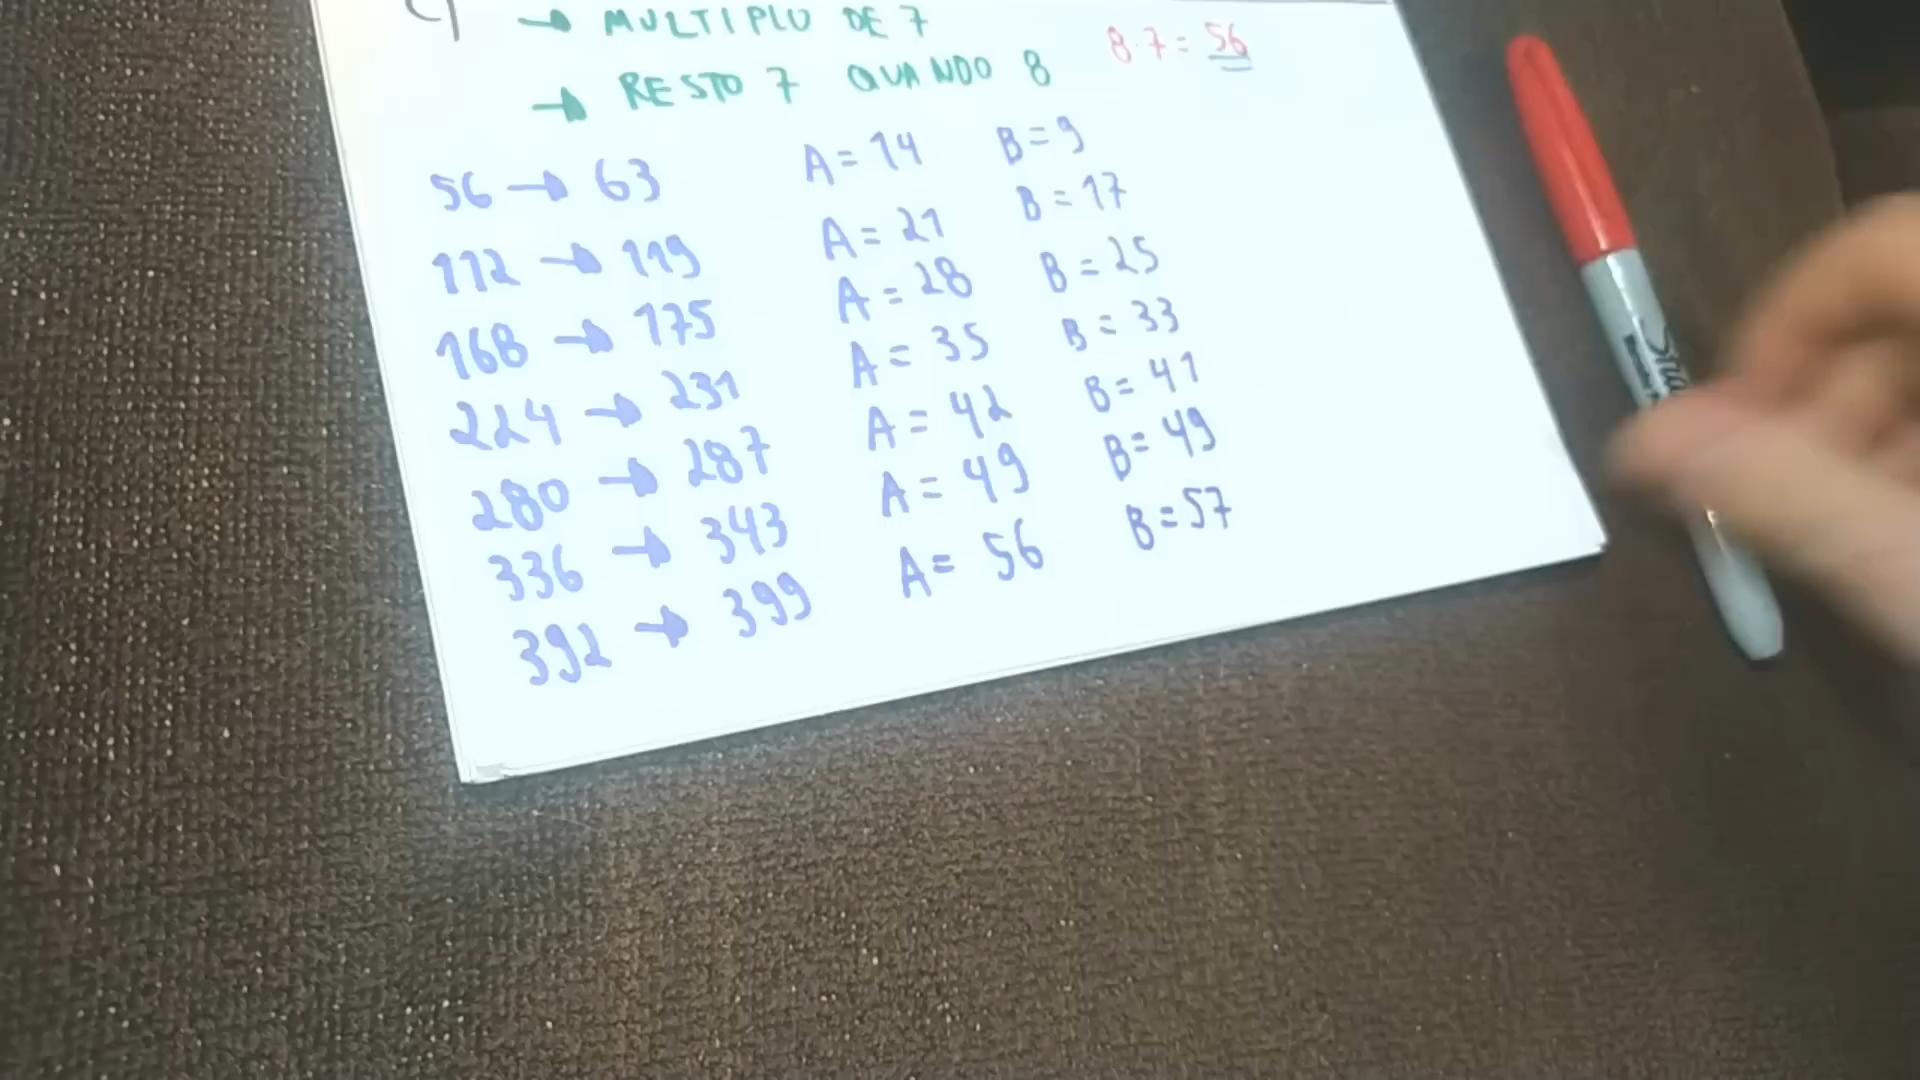 → MULTIPLO DE 7
→ RESTO 7 QUANDO 8 8·7 = 56
56 → 63 A = 14 B = 9
112 → 119 A = 21 B = 17
168 → 175 A = 28 B = 25
224 → 231 A = 35 B = 33
280 → 287 A = 42 B = 41
336 → 343 A = 49 B = 49
392 → 399 A = 56 B = 57